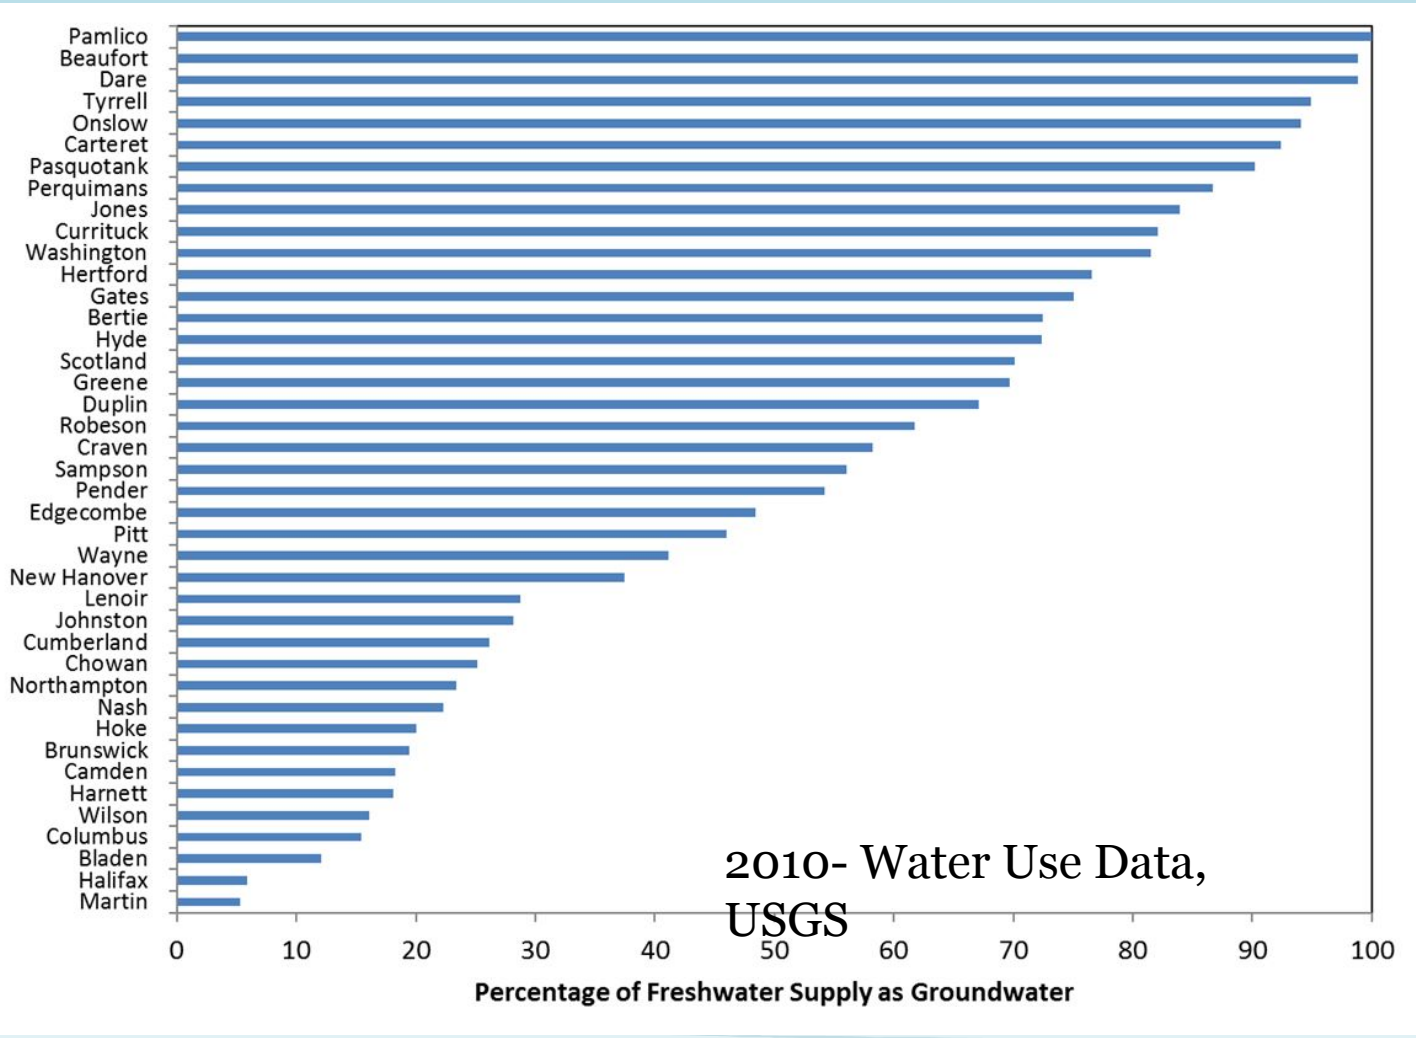 Pamlico
Beaufort
Dare
Tyrrell
Onslow
Carteret
Pasquotank
Perquimans
Jones
Currituck
Washington
Hertford
Gates
Bertie
Hyde
Scotland
Greene
Duplin
Robeson
Craven
Sampson
Pender
Edgecombe
Pitt
Wayne
New Hanover
Lenoir
Johnston
Cumberland
Chowan
Northampton
Nash
Hoke
Brunswick
Camden
Harnett
Wilson
Columbus
Bladen
Halifax
Martin
2010- Water Use Data,
USGS
0 10 20 30 40 50 60 70 80 90 100
Percentage of Freshwater Supply as Groundwater